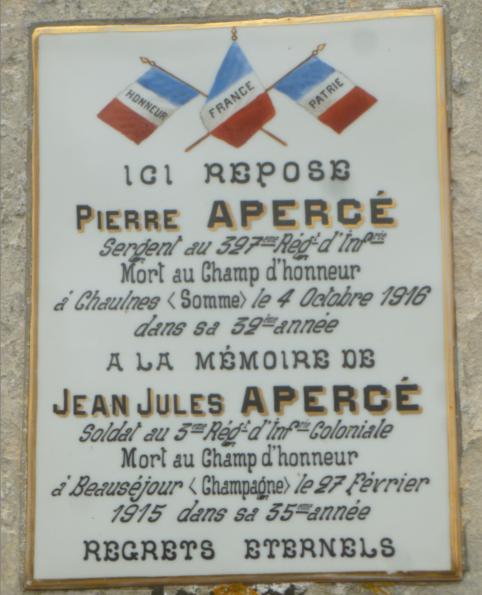 HONNEUR
FRANCE
PATRIE
ICI REPOSE
PIERRE APERCÉ
Sergent au 327ème Régt d'Infrie
Mort au Champ d'honneur
à Chaulnes (Somme) le 4 Octobre 1916
dans sa 32ème année
A LA MÉMOIRE DE
JEAN JULES APERCÉ
Soldat au 3ème Régt d'Infrie Coloniale
Mort au Champ d'honneur
à Beauséjour (Champagne) le 27 Février
1915 dans sa 35ème année
REGRETS ETERNELS